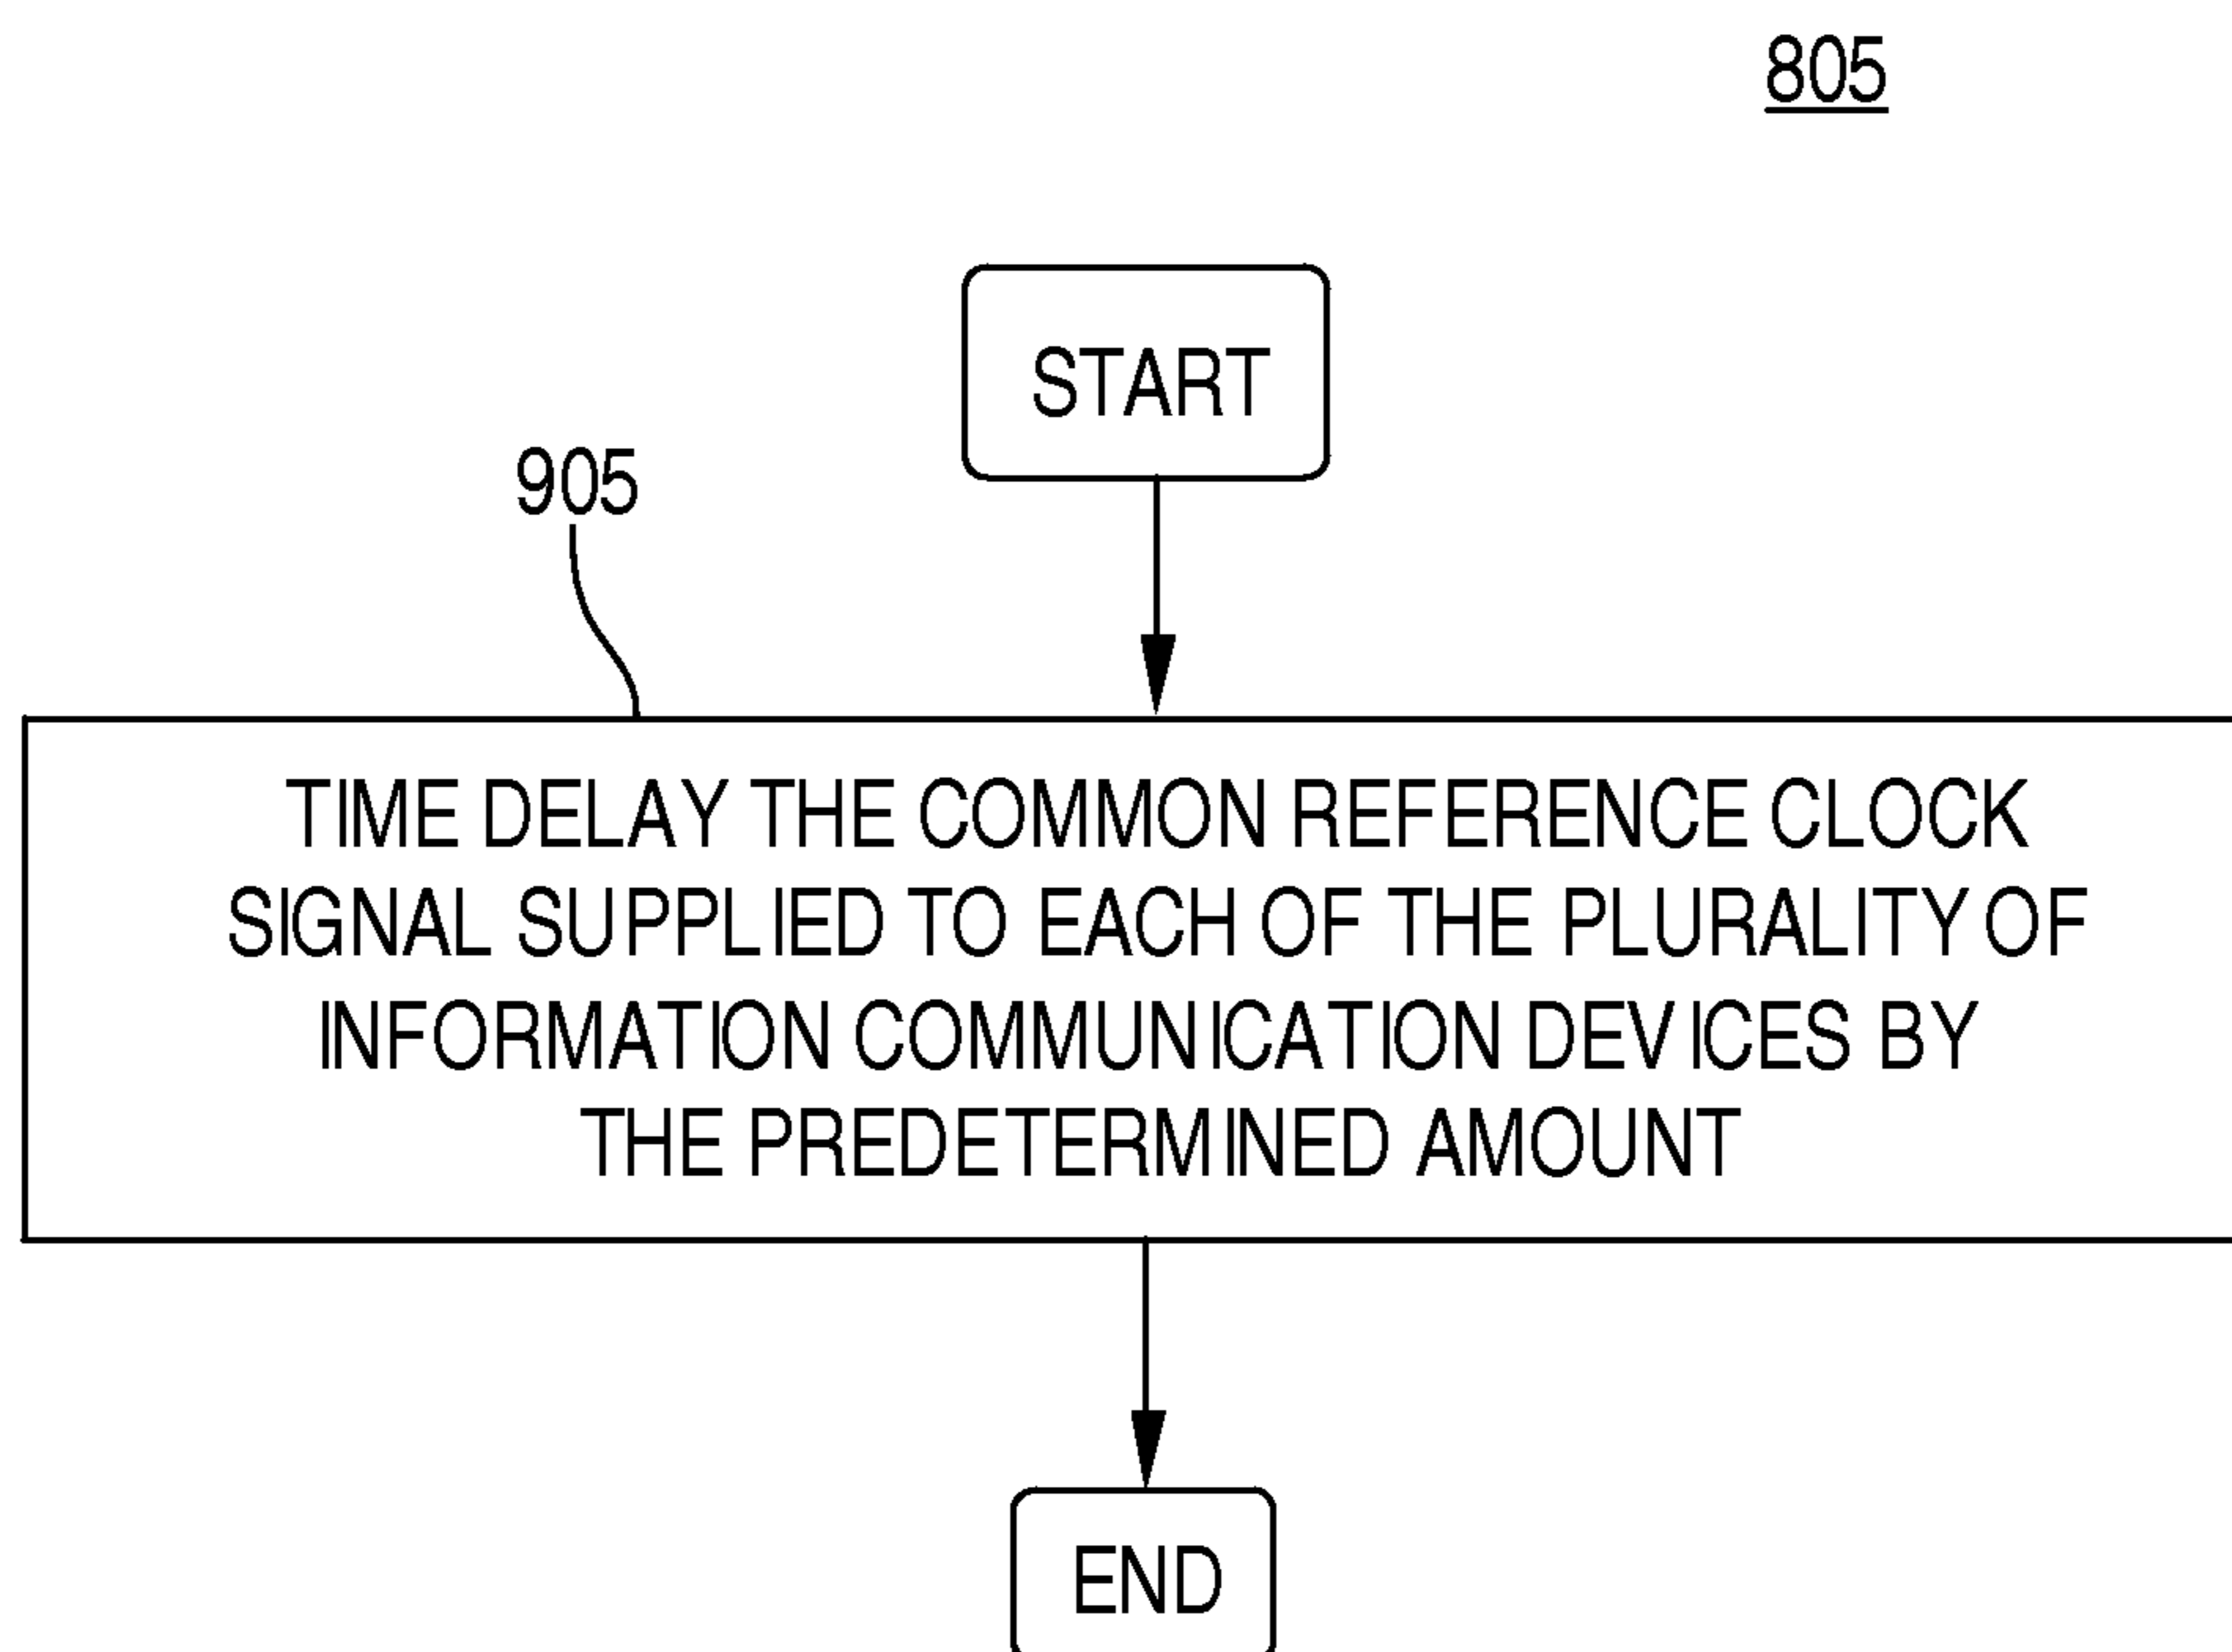 805
START
905
TIME DELAY THE COMMON REFERENCE CLOCK
SIGNAL SUPPLIED TO EACH OF THE PLURALITY OF
INFORMATION COMMUNICATION DEVICES BY
THE PREDETERMINED AMOUNT
END